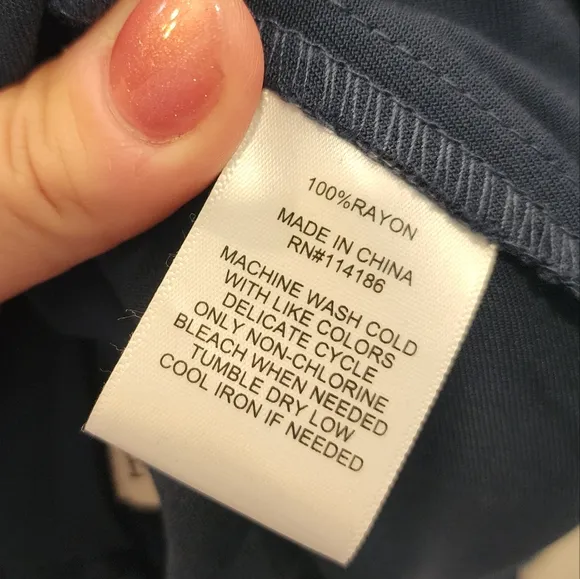 100%RAYON
MADE IN CHINA
RN#114186
MACHINE WASH COLD
WITH LIKE COLORS
DELICATE CYCLE
ONLY NON-CHLORINE
BLEACH WHEN NEEDED
TUMBLE DRY LOW
COOL IRON IF NEEDED